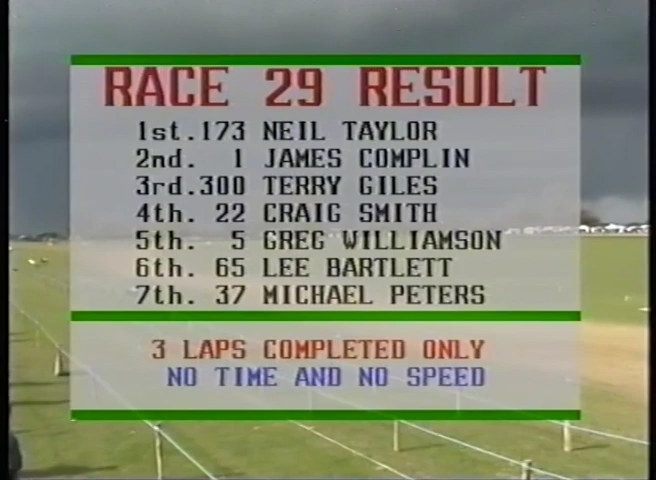 RACE 29 RESULT
1st.173 NEIL TAYLOR
2nd. 1 JAMES COMPLIN
3rd.300 TERRY GILES
4th. 22 CRAIG SMITH
5th. 5 GREG WILLIAMSON
6th. 65 LEE BARTLETT
7th. 37 MICHAEL PETERS
3 LAPS COMPLETED ONLY
NO TIME AND NO SPEED